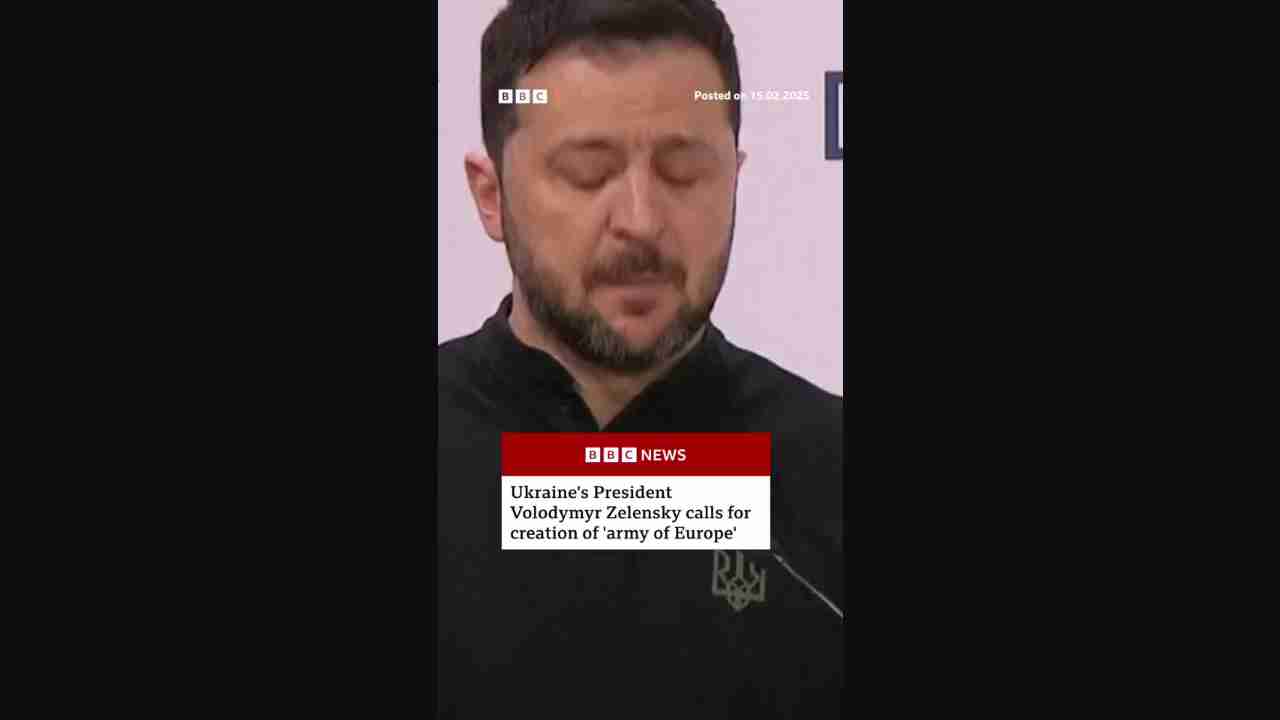 BBC
Posted on 15.02.2025
BBC NEWS
Ukraine's President
Volodymyr Zelensky calls for
creation of 'army of Europe'